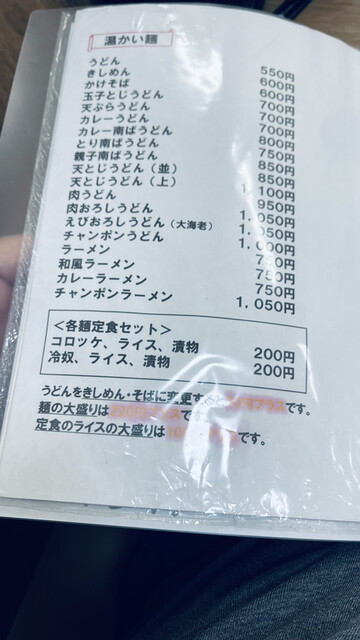 温かい麺
うどん 550円
きしめん 600円
かけそば 600円
玉子とじうどん 700円
天ぷらうどん 700円
カレーうどん 700円
カレー南ばうどん 800円
とり南ばうどん 750円
親子南ばうどん 850円
天とじうどん（並） 850円
天とじうどん（上） 1,100円
肉うどん 950円
肉おろしうどん 1,050円
えびおろしうどん（大海老） 1,050円
チャンポンうどん 1,000円
ラーメン
和風ラーメン 750円
カレーラーメン 750円
チャンポンラーメン 1,050円
＜各麺定食セット＞
コロッケ、ライス、漬物 200円
冷奴、ライス、漬物 200円
うどんをきしめん・そばに変更すると プラスです。
麺の大盛りは です。
定食のライスの大盛りは です。